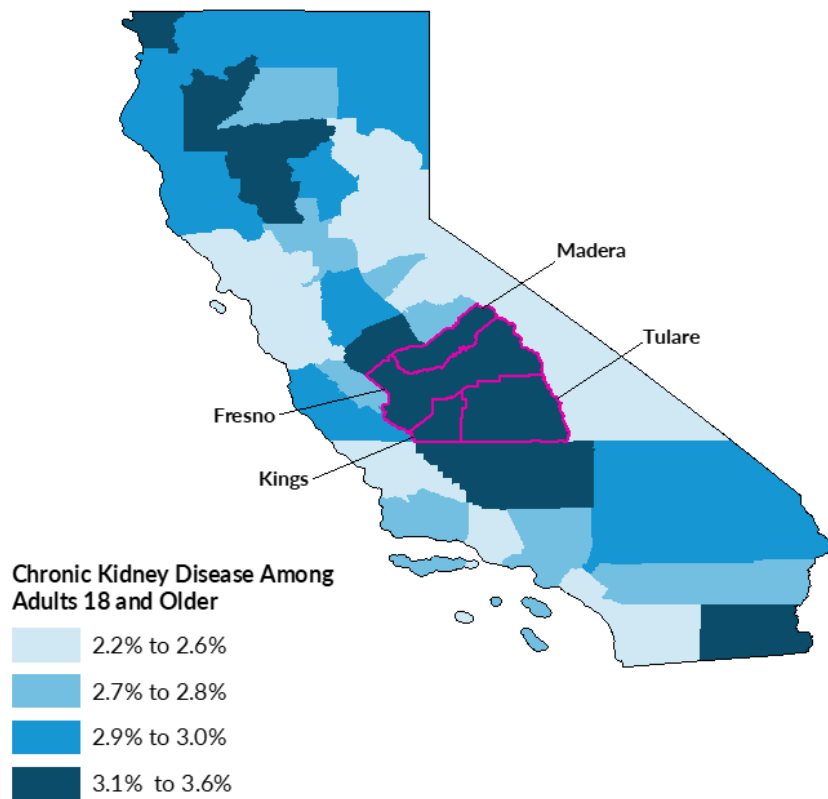 Madera
Tulare
Fresno
Kings
Chronic Kidney Disease Among
Adults 18 and Older
2.2% to 2.6%
2.7% to 2.8%
2.9% to 3.0%
3.1%  to 3.6%